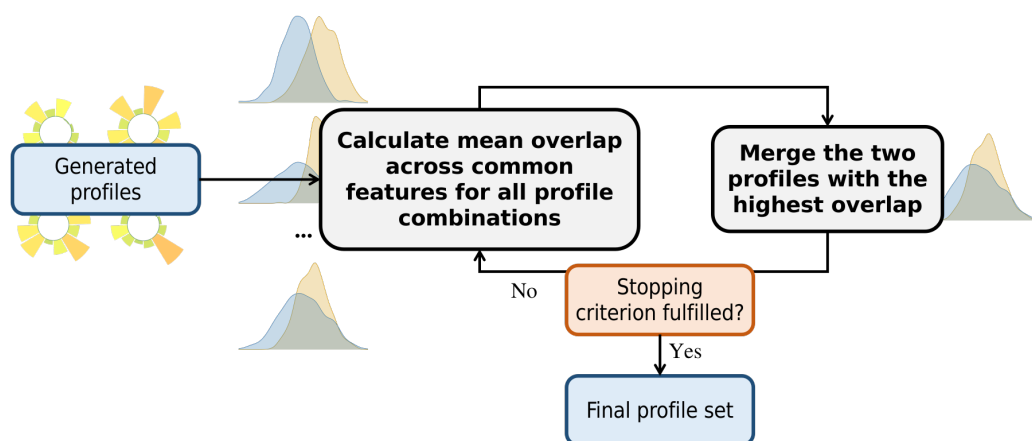 Generated
profiles
...
Calculate mean overlap
across common
features for all profile
combinations
Merge the two
profiles with the
highest overlap
No
Stopping
criterion fulfilled?
Yes
Final profile set